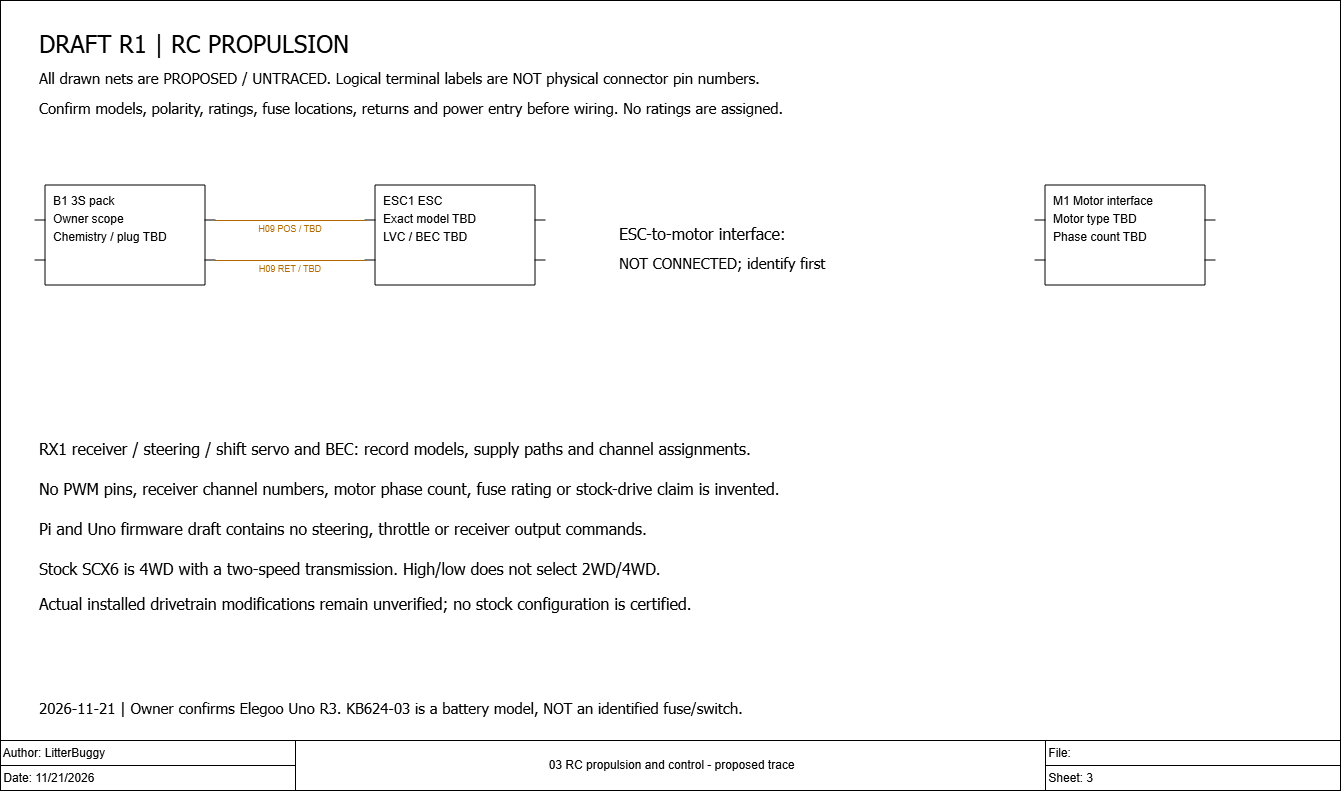 DRAFT R1 | RC PROPULSION
All drawn nets are PROPOSED / UNTRACED. Logical terminal labels are NOT physical connector pin numbers.
Confirm models, polarity, ratings, fuse locations, returns and power entry before wiring. No ratings are assigned.
B1 3S pack
Owner scope
Chemistry / plug TBD
H09 POS / TBD
H09 RET / TBD
ESC1 ESC
Exact model TBD
LVC / BEC TBD
ESC-to-motor interface:
NOT CONNECTED; identify first
M1 Motor interface
Motor type TBD
Phase count TBD
RX1 receiver / steering / shift servo and BEC: record models, supply paths and channel assignments.
No PWM pins, receiver channel numbers, motor phase count, fuse rating or stock-drive claim is invented.
Pi and Uno firmware draft contains no steering, throttle or receiver output commands.
Stock SCX6 is 4WD with a two-speed transmission. High/low does not select 2WD/4WD.
Actual installed drivetrain modifications remain unverified; no stock configuration is certified.
2026-11-21 | Owner confirms Elegoo Uno R3. KB624-03 is a battery model, NOT an identified fuse/switch.
Author: LitterBuggy
Date: 11/21/2026
03 RC propulsion and control - proposed trace
File:
Sheet: 3